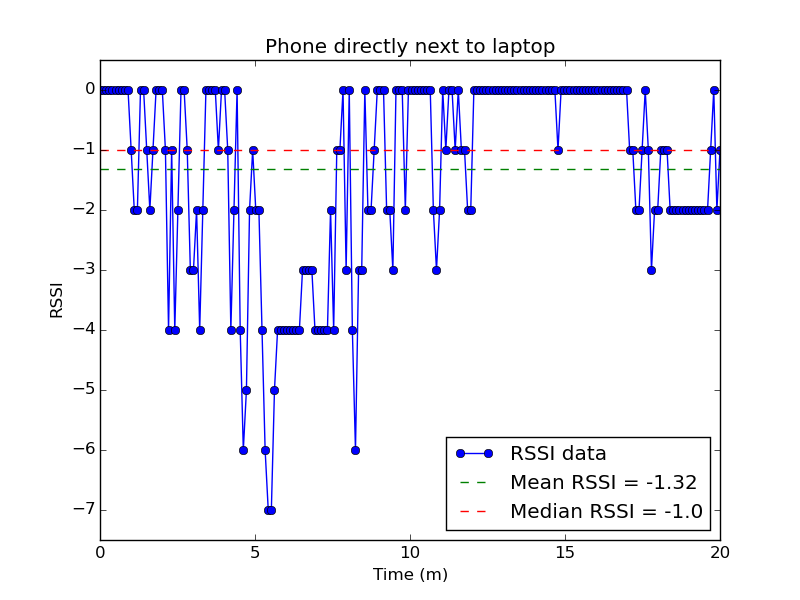 Phone directly next to laptop
0
−1
−2
−3
−4
−5
−6
−7
RSSI
RSSI data
Mean RSSI = -1.32
Median RSSI = -1.0
0 5 10 15 20
Time (m)